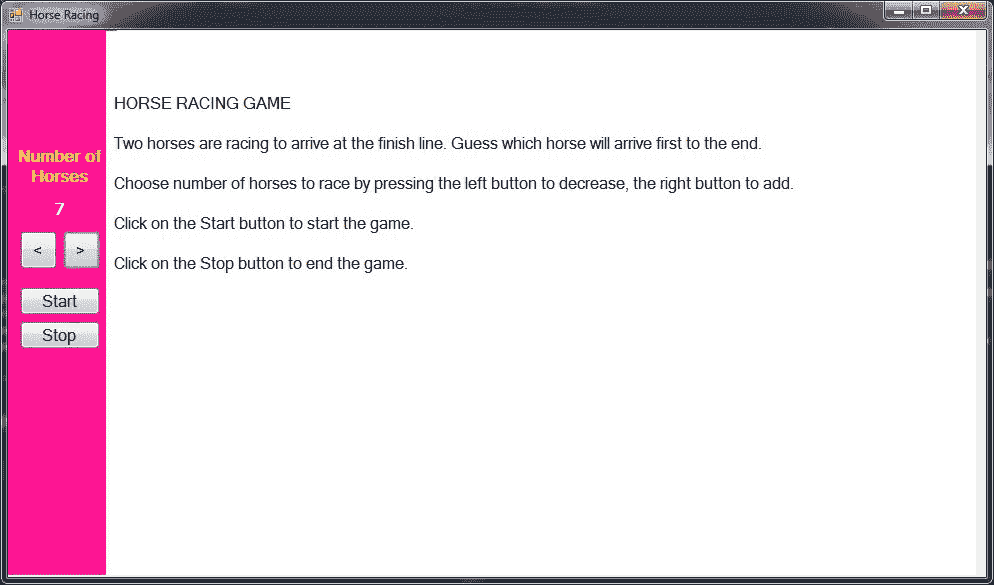 Horse Racing
HORSE RACING GAME
Two horses are racing to arrive at the finish line. Guess which horse will arrive first to the end.
Choose number of horses to race by pressing the left button to decrease, the right button to add.
Click on the Start button to start the game.
Click on the Stop button to end the game.
Number of
Horses
7
< >
Start
Stop